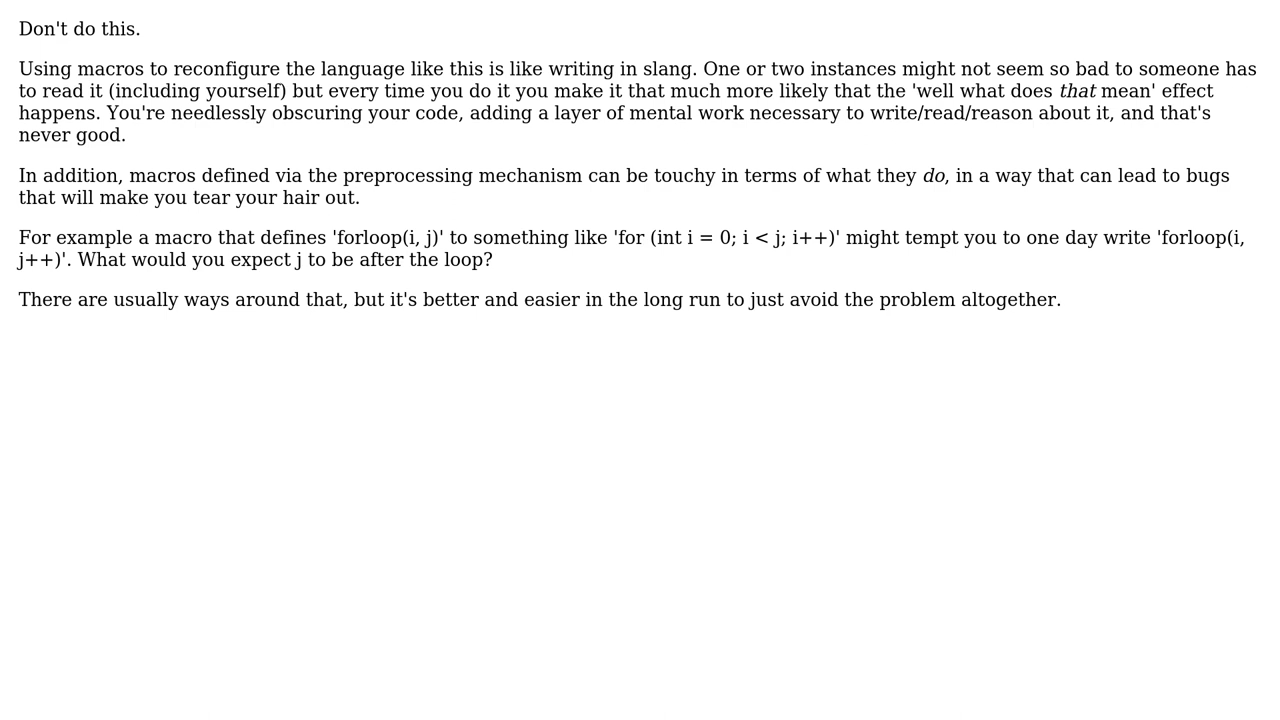 Don't do this.
Using macros to reconfigure the language like this is like writing in slang. One or two instances might not seem so bad to someone has
to read it (including yourself) but every time you do it you make it that much more likely that the 'well what does that mean' effect
happens. You're needlessly obscuring your code, adding a layer of mental work necessary to write/read/reason about it, and that's
never good.
In addition, macros defined via the preprocessing mechanism can be touchy in terms of what they do, in a way that can lead to bugs
that will make you tear your hair out.
For example a macro that defines 'forloop(i, j)' to something like 'for (int i = 0; i < j; i++)' might tempt you to one day write 'forloop(i,
j++)'. What would you expect j to be after the loop?
There are usually ways around that, but it's better and easier in the long run to just avoid the problem altogether.